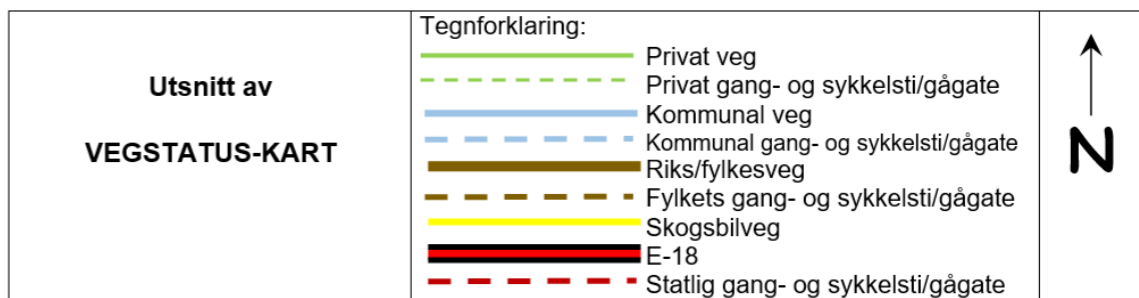 Utsnitt av
VEGSTATUS-KART
Tegnforklaring:
Privat veg
Privat gang- og sykkelsti/gågate
Kommunal veg
Kommunal gang- og sykkelsti/gågate
Riks/fylkesveg
Fylkets gang- og sykkelsti/gågate
Skogsbilveg
E-18
Statlig gang- og sykkelsti/gågate
N